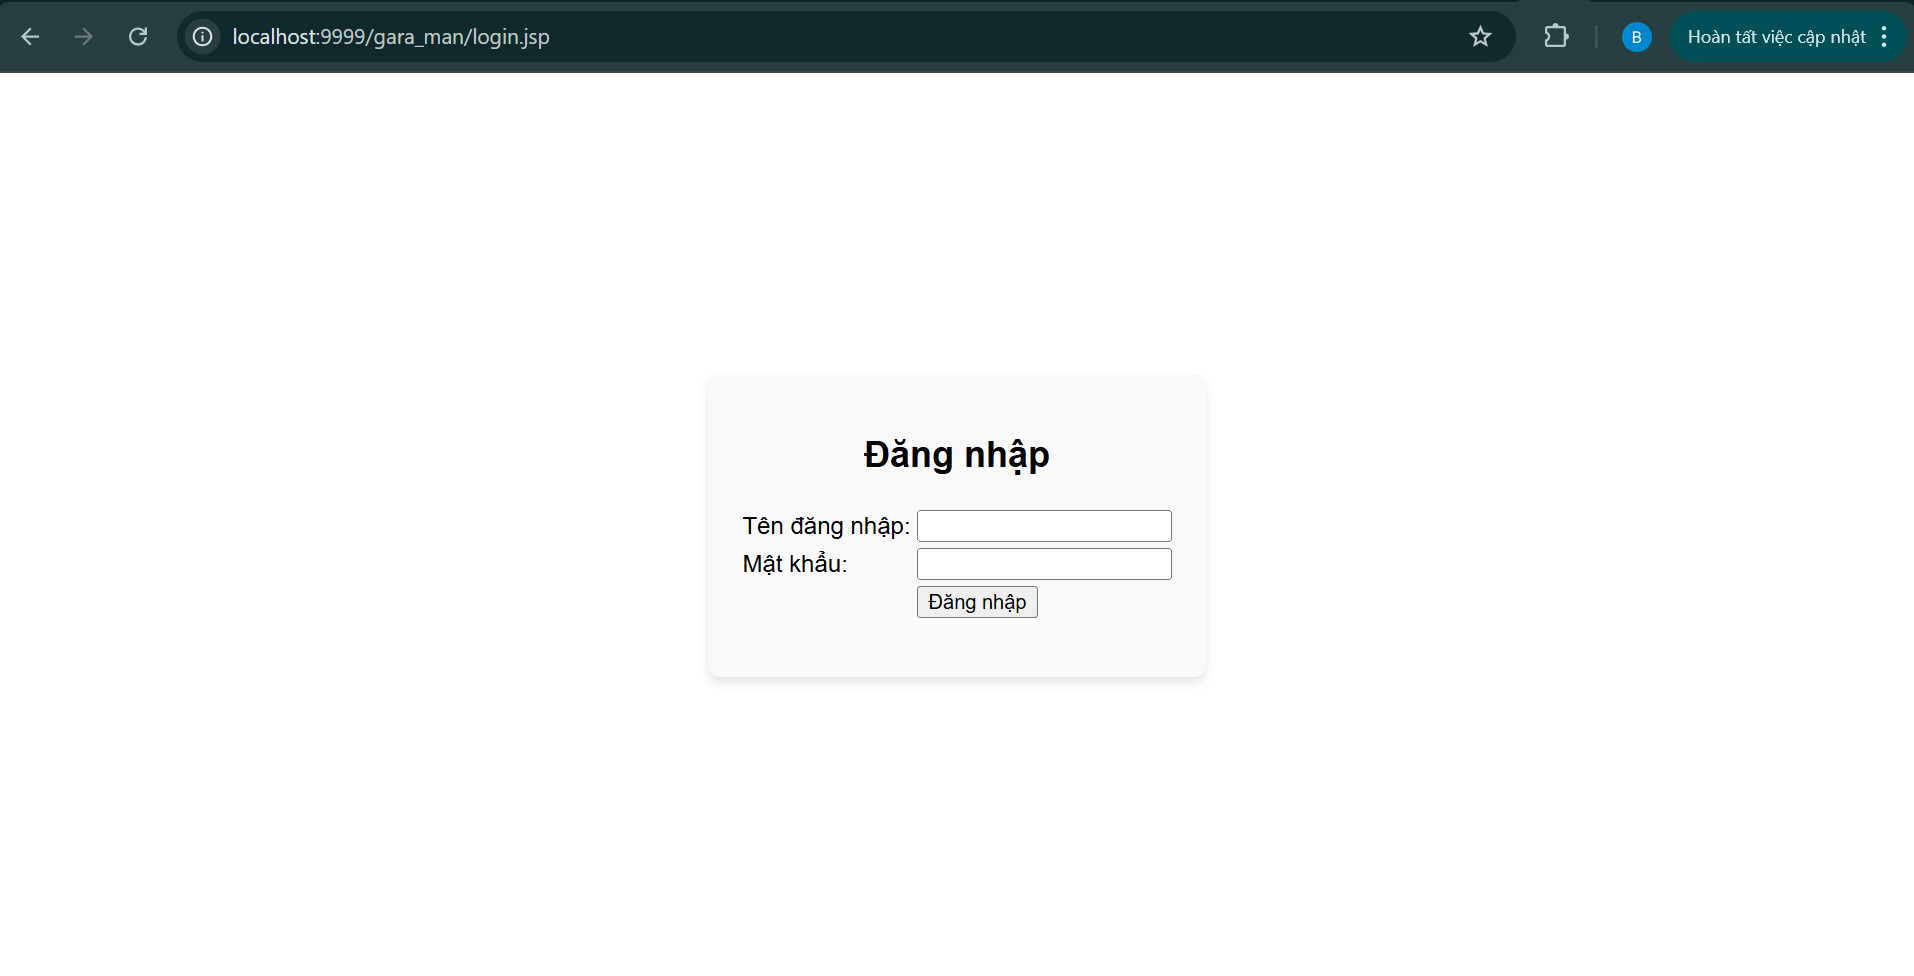 localhost:9999/gara_man/login.jsp
B
Hoàn tất việc cập nhật
Đăng nhập
Tên đăng nhập:
Mật khẩu:
Đăng nhập